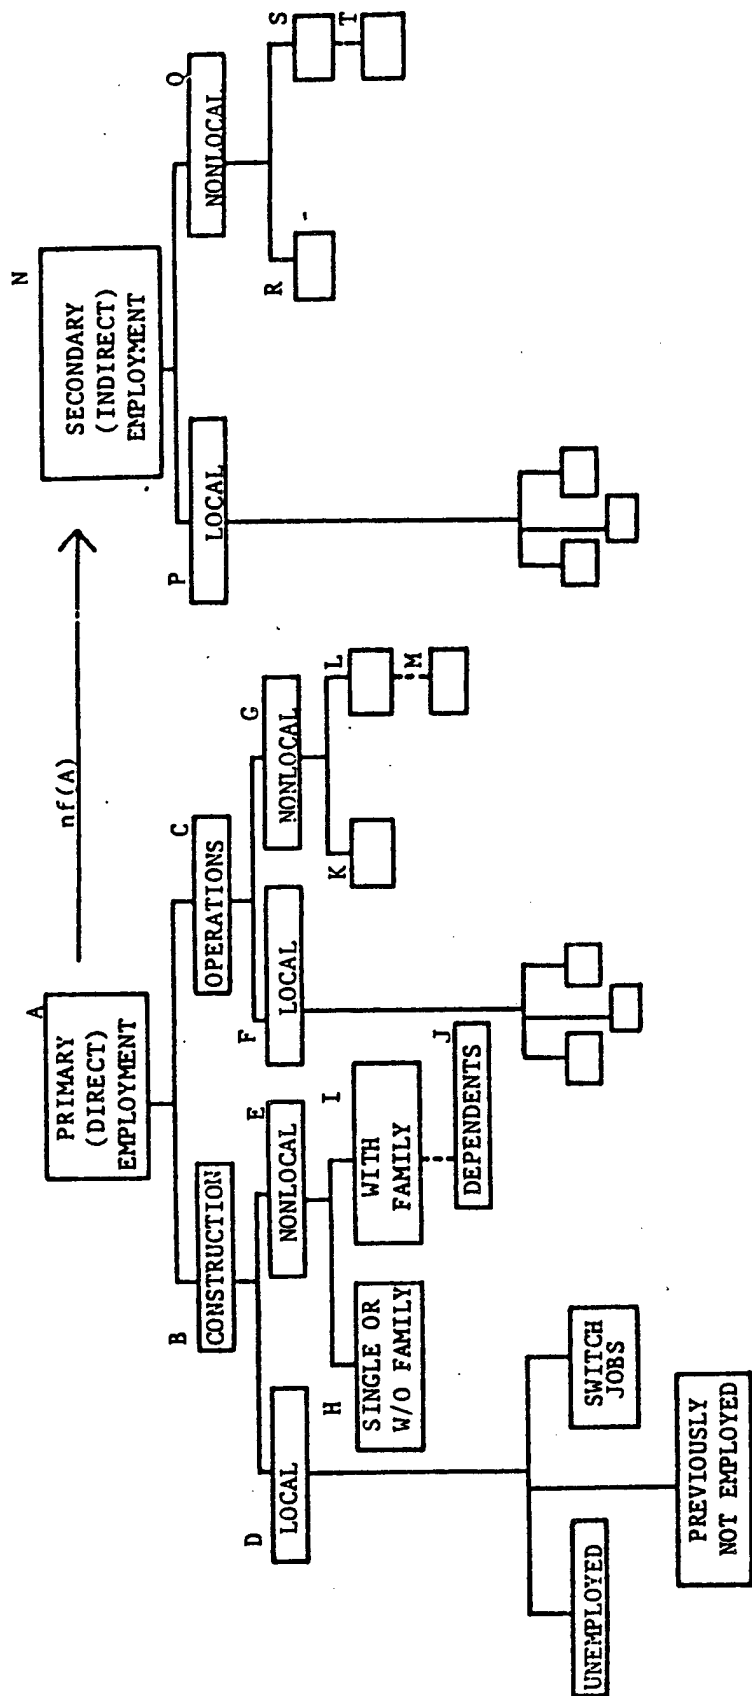 A
PRIMARY
(DIRECT)
EMPLOYMENT
nf(A)
N
SECONDARY
(INDIRECT)
EMPLOYMENT
B
CONSTRUCTION
C
OPERATIONS
P
LOCAL
Q
NONLOCAL
D
LOCAL
E
NONLOCAL
F
LOCAL
G
NONLOCAL
R
S
T
H
SINGLE OR
W/O FAMILY
I
WITH
FAMILY
K
L
M
J
DEPENDENTS
UNEMPLOYED
SWITCH
JOBS
PREVIOUSLY
NOT EMPLOYED